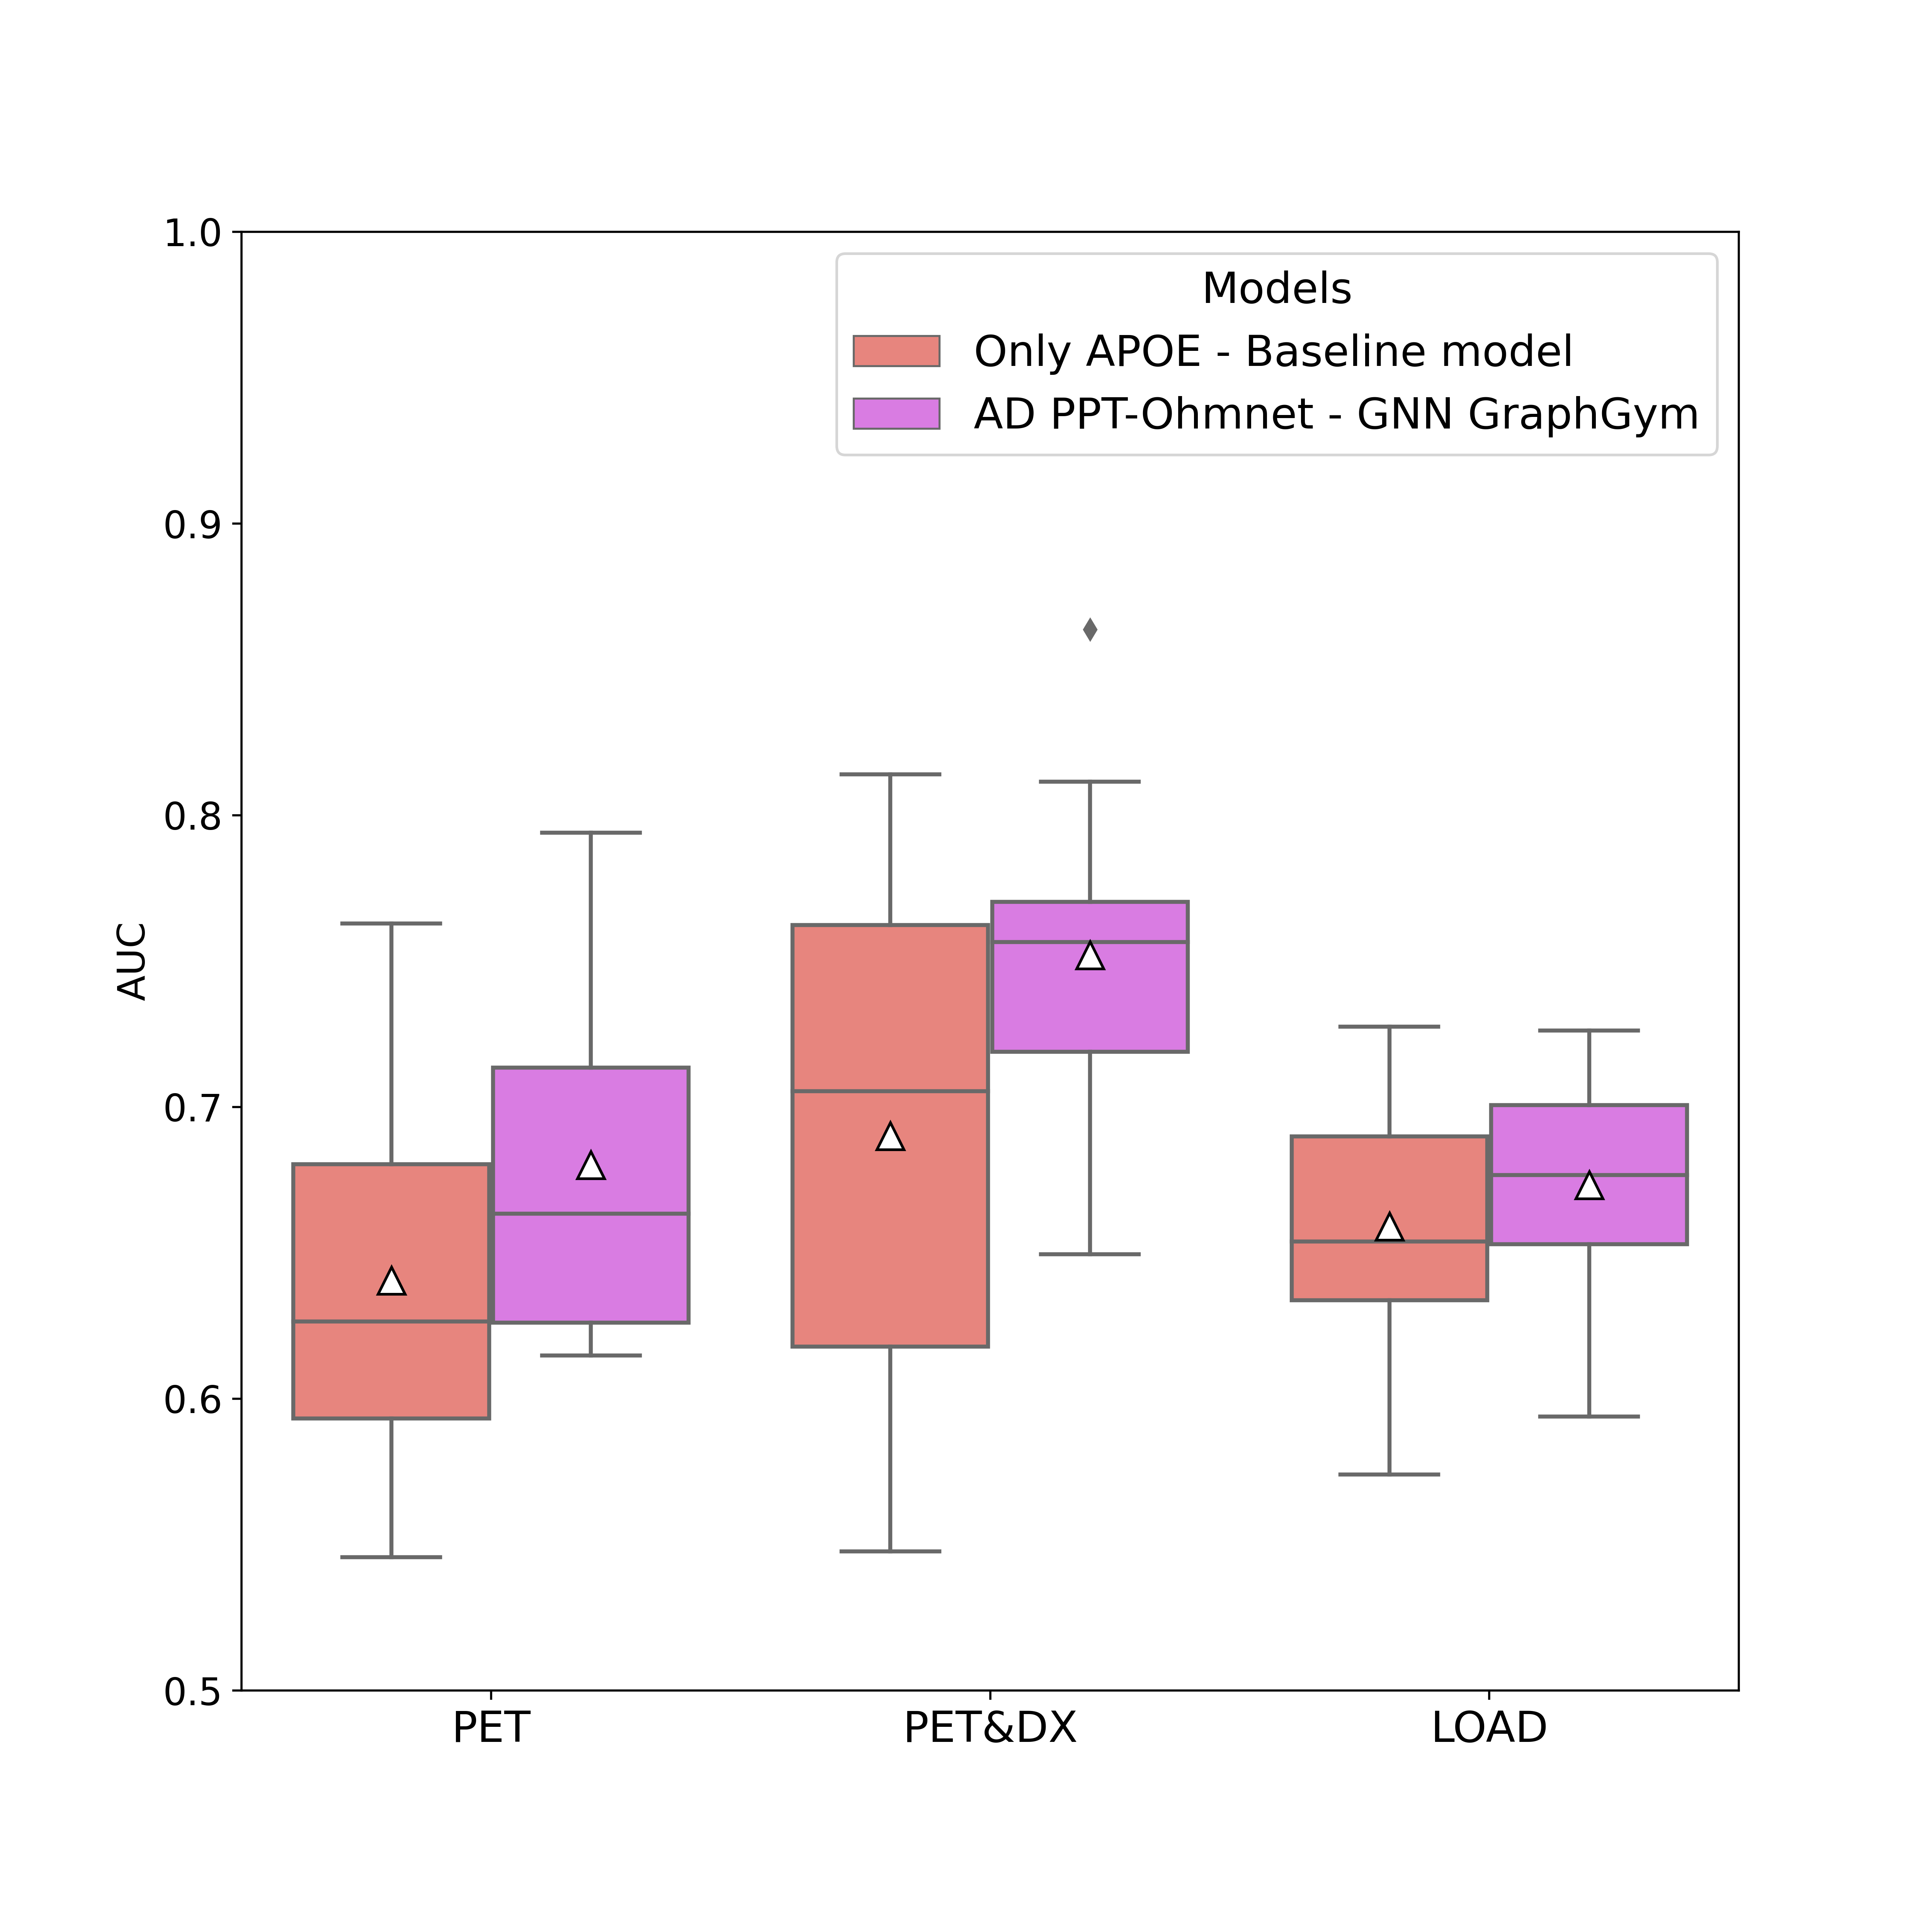 Models
Only APOE - Baseline model
AD PPT-Ohmnet - GNN GraphGym
1.0
0.9
0.8
0.7
0.6
0.5
AUC
PET
PET&DX
LOAD